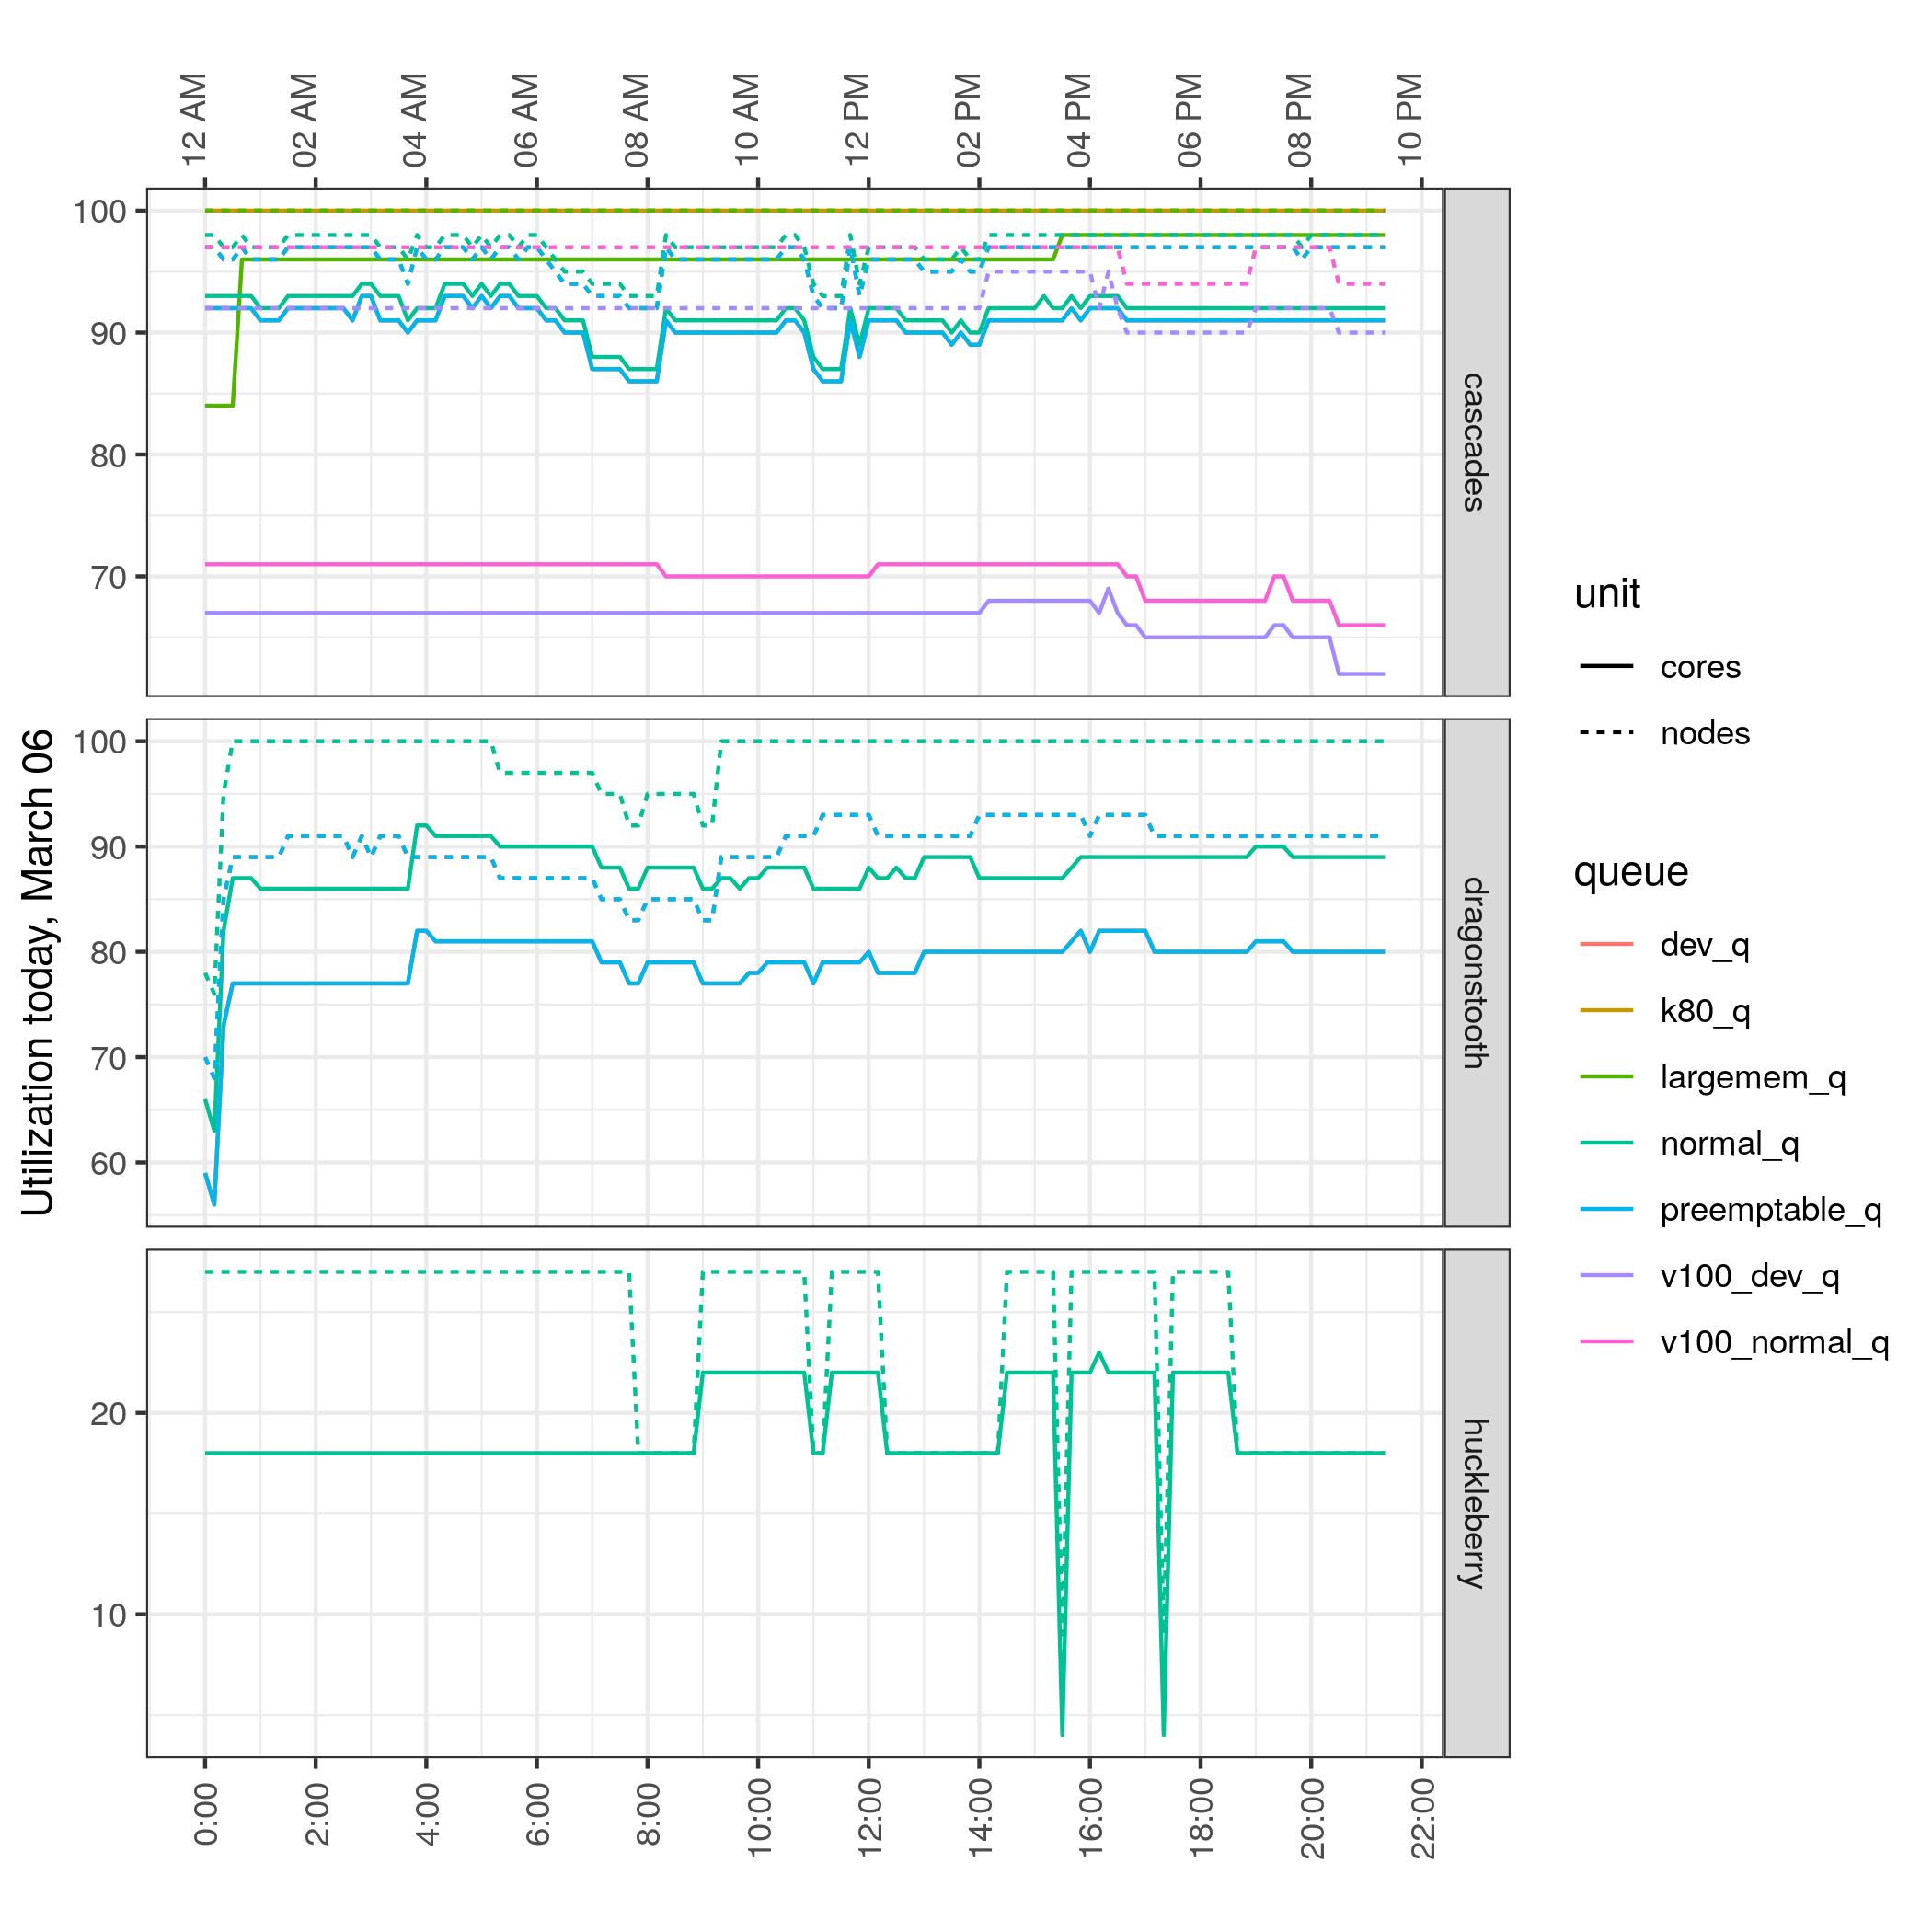 12 AM
02 AM
04 AM
06 AM
08 AM
10 AM
12 PM
02 PM
04 PM
06 PM
08 PM
10 PM
Utilization today, March 06
100
90
80
70
cascades
100
90
80
70
60
dragonstooth
20
10
huckleberry
0:00
2:00
4:00
6:00
8:00
10:00
12:00
14:00
16:00
18:00
20:00
22:00
unit
cores
nodes
queue
dev_q
k80_q
largemem_q
normal_q
preemptable_q
v100_dev_q
v100_normal_q